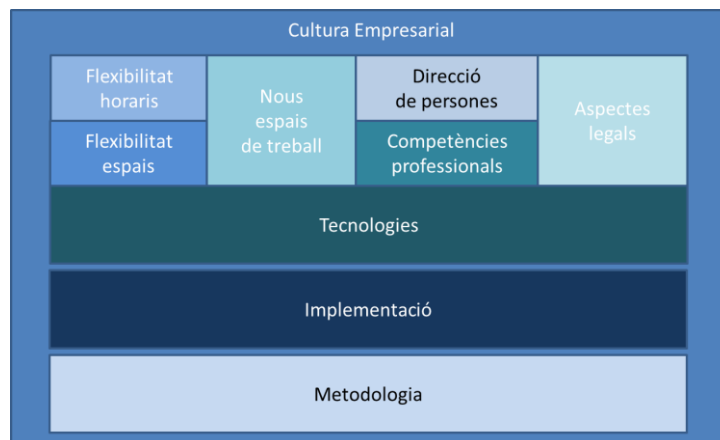 Cultura Empresarial
Flexibilitat
horaris
Flexibilitat
espais
Nous
espais
de treball
Direcció
de persones
Competències
professionals
Aspectes
legals
Tecnologies
Implementació
Metodologia